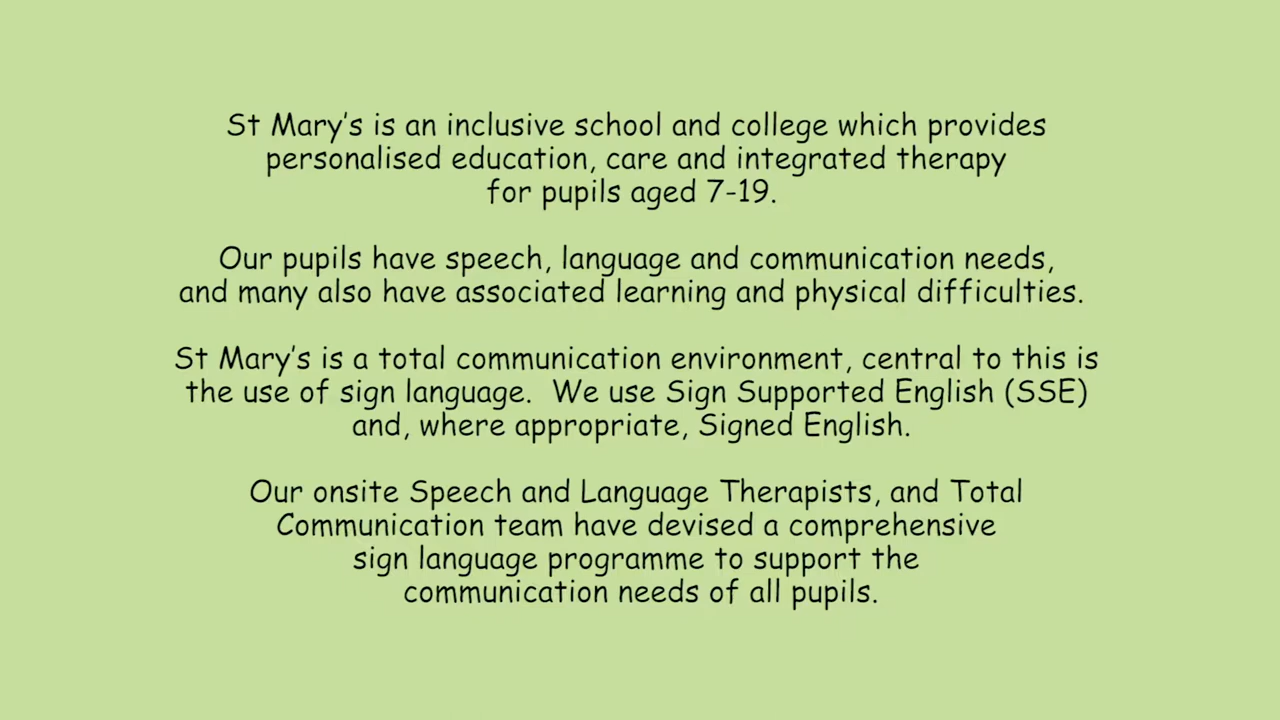 St Mary's is an inclusive school and college which provides
personalised education, care and integrated therapy
for pupils aged 7-19.
Our pupils have speech, language and communication needs,
and many also have associated learning and physical difficulties.
St Mary's is a total communication environment, central to this is
the use of sign language.  We use Sign Supported English (SSE)
and, where appropriate, Signed English.
Our onsite Speech and Language Therapists, and Total
Communication team have devised a comprehensive
sign language programme to support the
communication needs of all pupils.